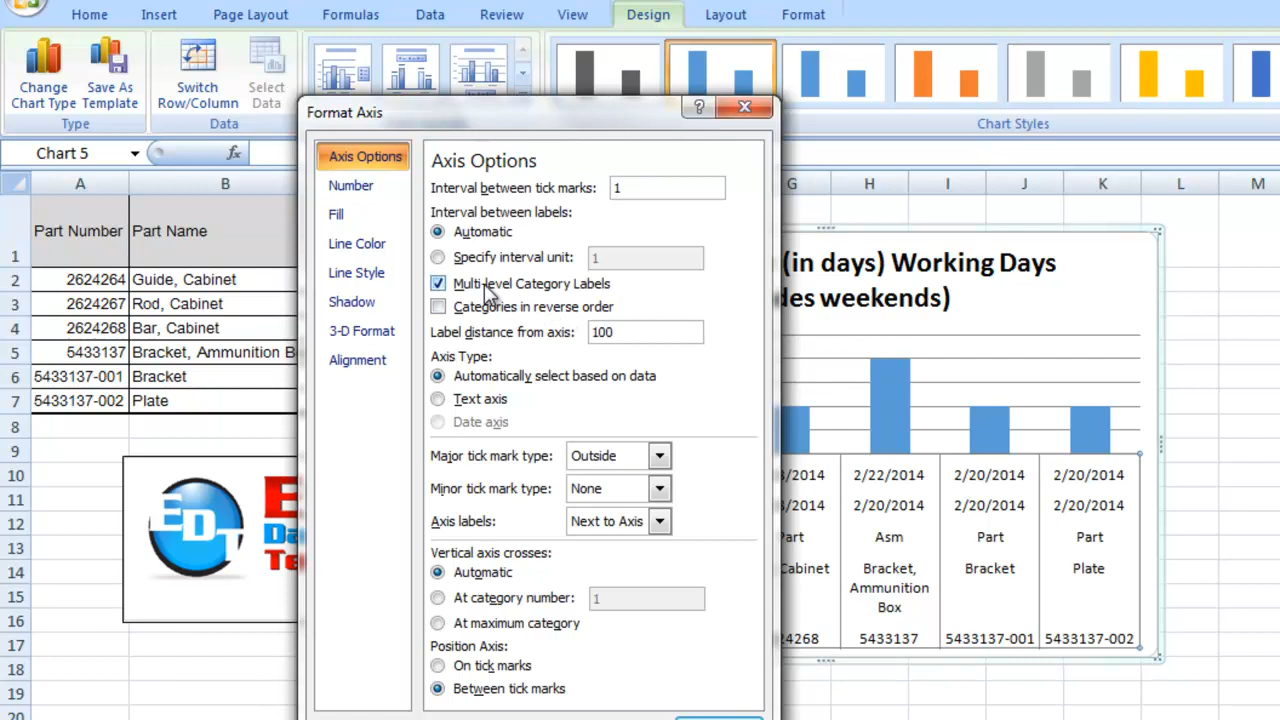 Home Insert Page Layout Formulas Data Review View Design Layout Format
Change Chart Type
Save As Template
Switch Row/Column
Select Data
Type Data Chart Styles
Chart 5 fx
Format Axis
Axis Options
Number
Fill
Line Color
Line Style
Shadow
3-D Format
Alignment
Axis Options
Interval between tick marks: 1
Interval between labels:
Automatic
Specify interval unit: 1
Multi-level Category Labels
Categories in reverse order
Label distance from axis: 100
Axis Type:
Automatically select based on data
Text axis
Date axis
Major tick mark type: Outside
Minor tick mark type: None
Axis labels: Next to Axis
Vertical axis crosses:
Automatic
At category number: 1
At maximum category
Position Axis:
On tick marks
Between tick marks
A B G H I J K L M
1 Part Number Part Name
2 2624264 Guide, Cabinet
3 2624267 Rod, Cabinet
4 2624268 Bar, Cabinet
5 5433137 Bracket, Ammunition B
6 5433137-001 Bracket
7 5433137-002 Plate
8
9
10
11
12
13
14
15
16
17
18
19
20
EDT
(in days) Working Days
des weekends)
/2014 2/22/2014 2/20/2014 2/20/2014
/2014 2/20/2014 2/20/2014 2/20/2014
Part Asm Part Part
Cabinet Bracket, Bracket Plate
Ammunition
Box
4268 5433137 5433137-001 5433137-002